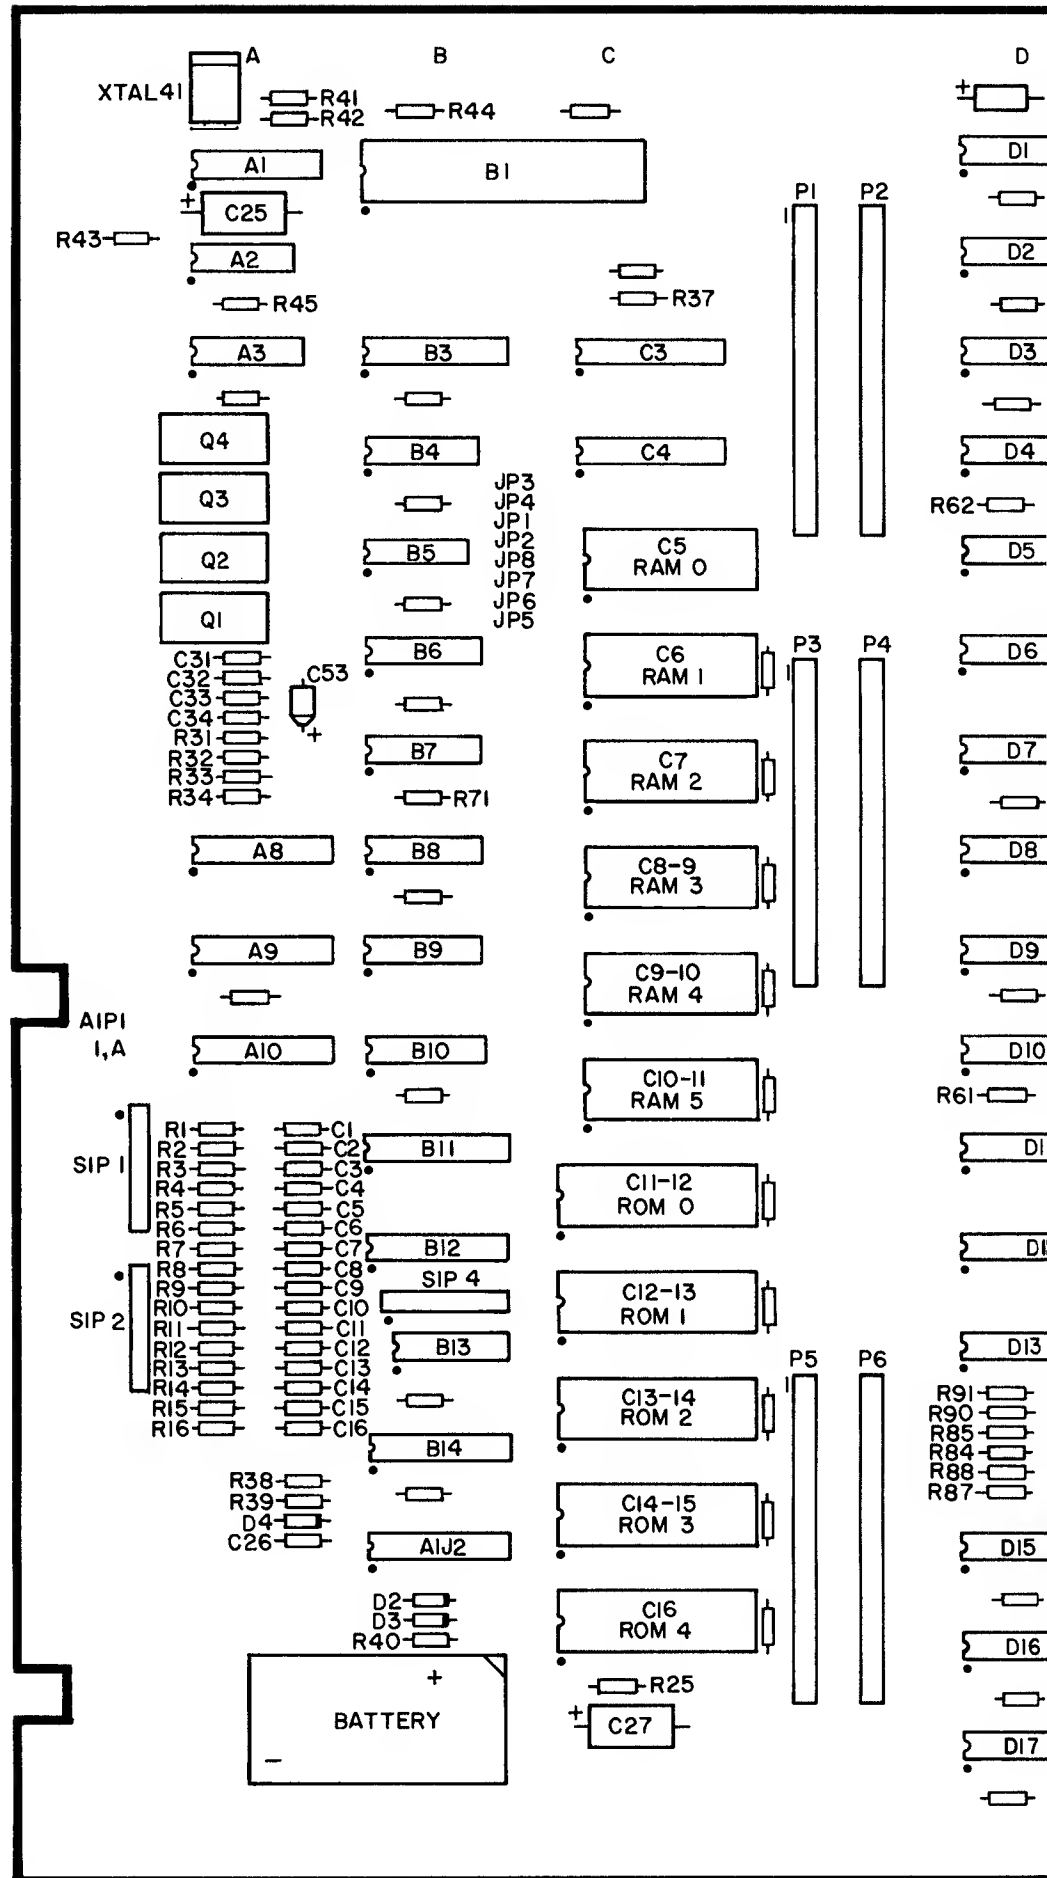 A
B
C
D
XTAL41
R41
R42
R44
A1
B1
D1
C25
P1
P2
R43
A2
D2
R45
R37
A3
B3
C3
D3
Q4
B4
C4
D4
JP3
JP4
JP1
JP2
JP8
JP7
JP6
JP5
Q3
R62
Q2
B5
C5
RAM 0
D5
Q1
B6
C6
RAM 1
P3
P4
D6
C31
C32
C33
C34
R31
R32
R33
R34
C53
B7
C7
RAM 2
D7
R71
A8
B8
C8-9
RAM 3
D8
A9
B9
C9-10
RAM 4
D9
A1P1
1,A
A10
B10
C10-11
RAM 5
D10
R61
SIP 1
R1
R2
R3
R4
R5
R6
R7
R8
R9
R10
R11
R12
R13
R14
R15
R16
SIP 2
C1
C2
C3
C4
C5
C6
C7
C8
C9
C10
C11
C12
C13
C14
C15
C16
B11
C11-12
ROM 0
B12
SIP 4
C12-13
ROM 1
B13
P5
P6
D13
C13-14
ROM 2
R91
R90
R85
R84
R88
R87
B14
R38
R39
D4
C26
C14-15
ROM 3
A1J2
D15
D2
D3
R40
C16
ROM 4
D16
R25
+
BATTERY
-
C27
D17